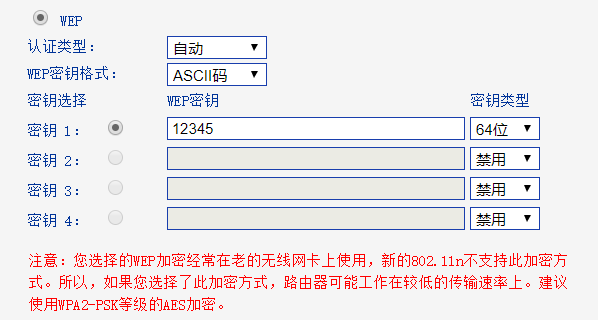 WEP
认证类型： 自动
WEP密钥格式： ASCII码
密钥选择 WEP密钥 密钥类型
密钥 1： 12345 64位
密钥 2： 禁用
密钥 3： 禁用
密钥 4： 禁用
注意：您选择的WEP加密经常在老的无线网卡上使用，新的802.11n不支持此加密方
式。所以，如果您选择了此加密方式，路由器可能工作在较低的传输速率上。建议
使用WPA2-PSK等级的AES加密。